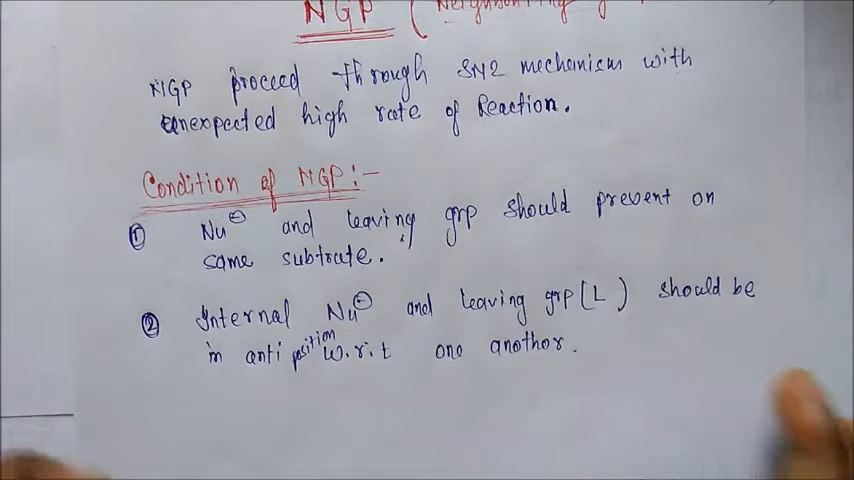 NGP ( Neighbouring
NGP proceed through SN2 mechanism with
unexpected high rate of Reaction.
Condition of NGP:-
① Nu⊖ and leaving grp should present on
same subtrate.
② Internal Nu⊖ and leaving grp(L) should be
in anti position w.r.t one another.